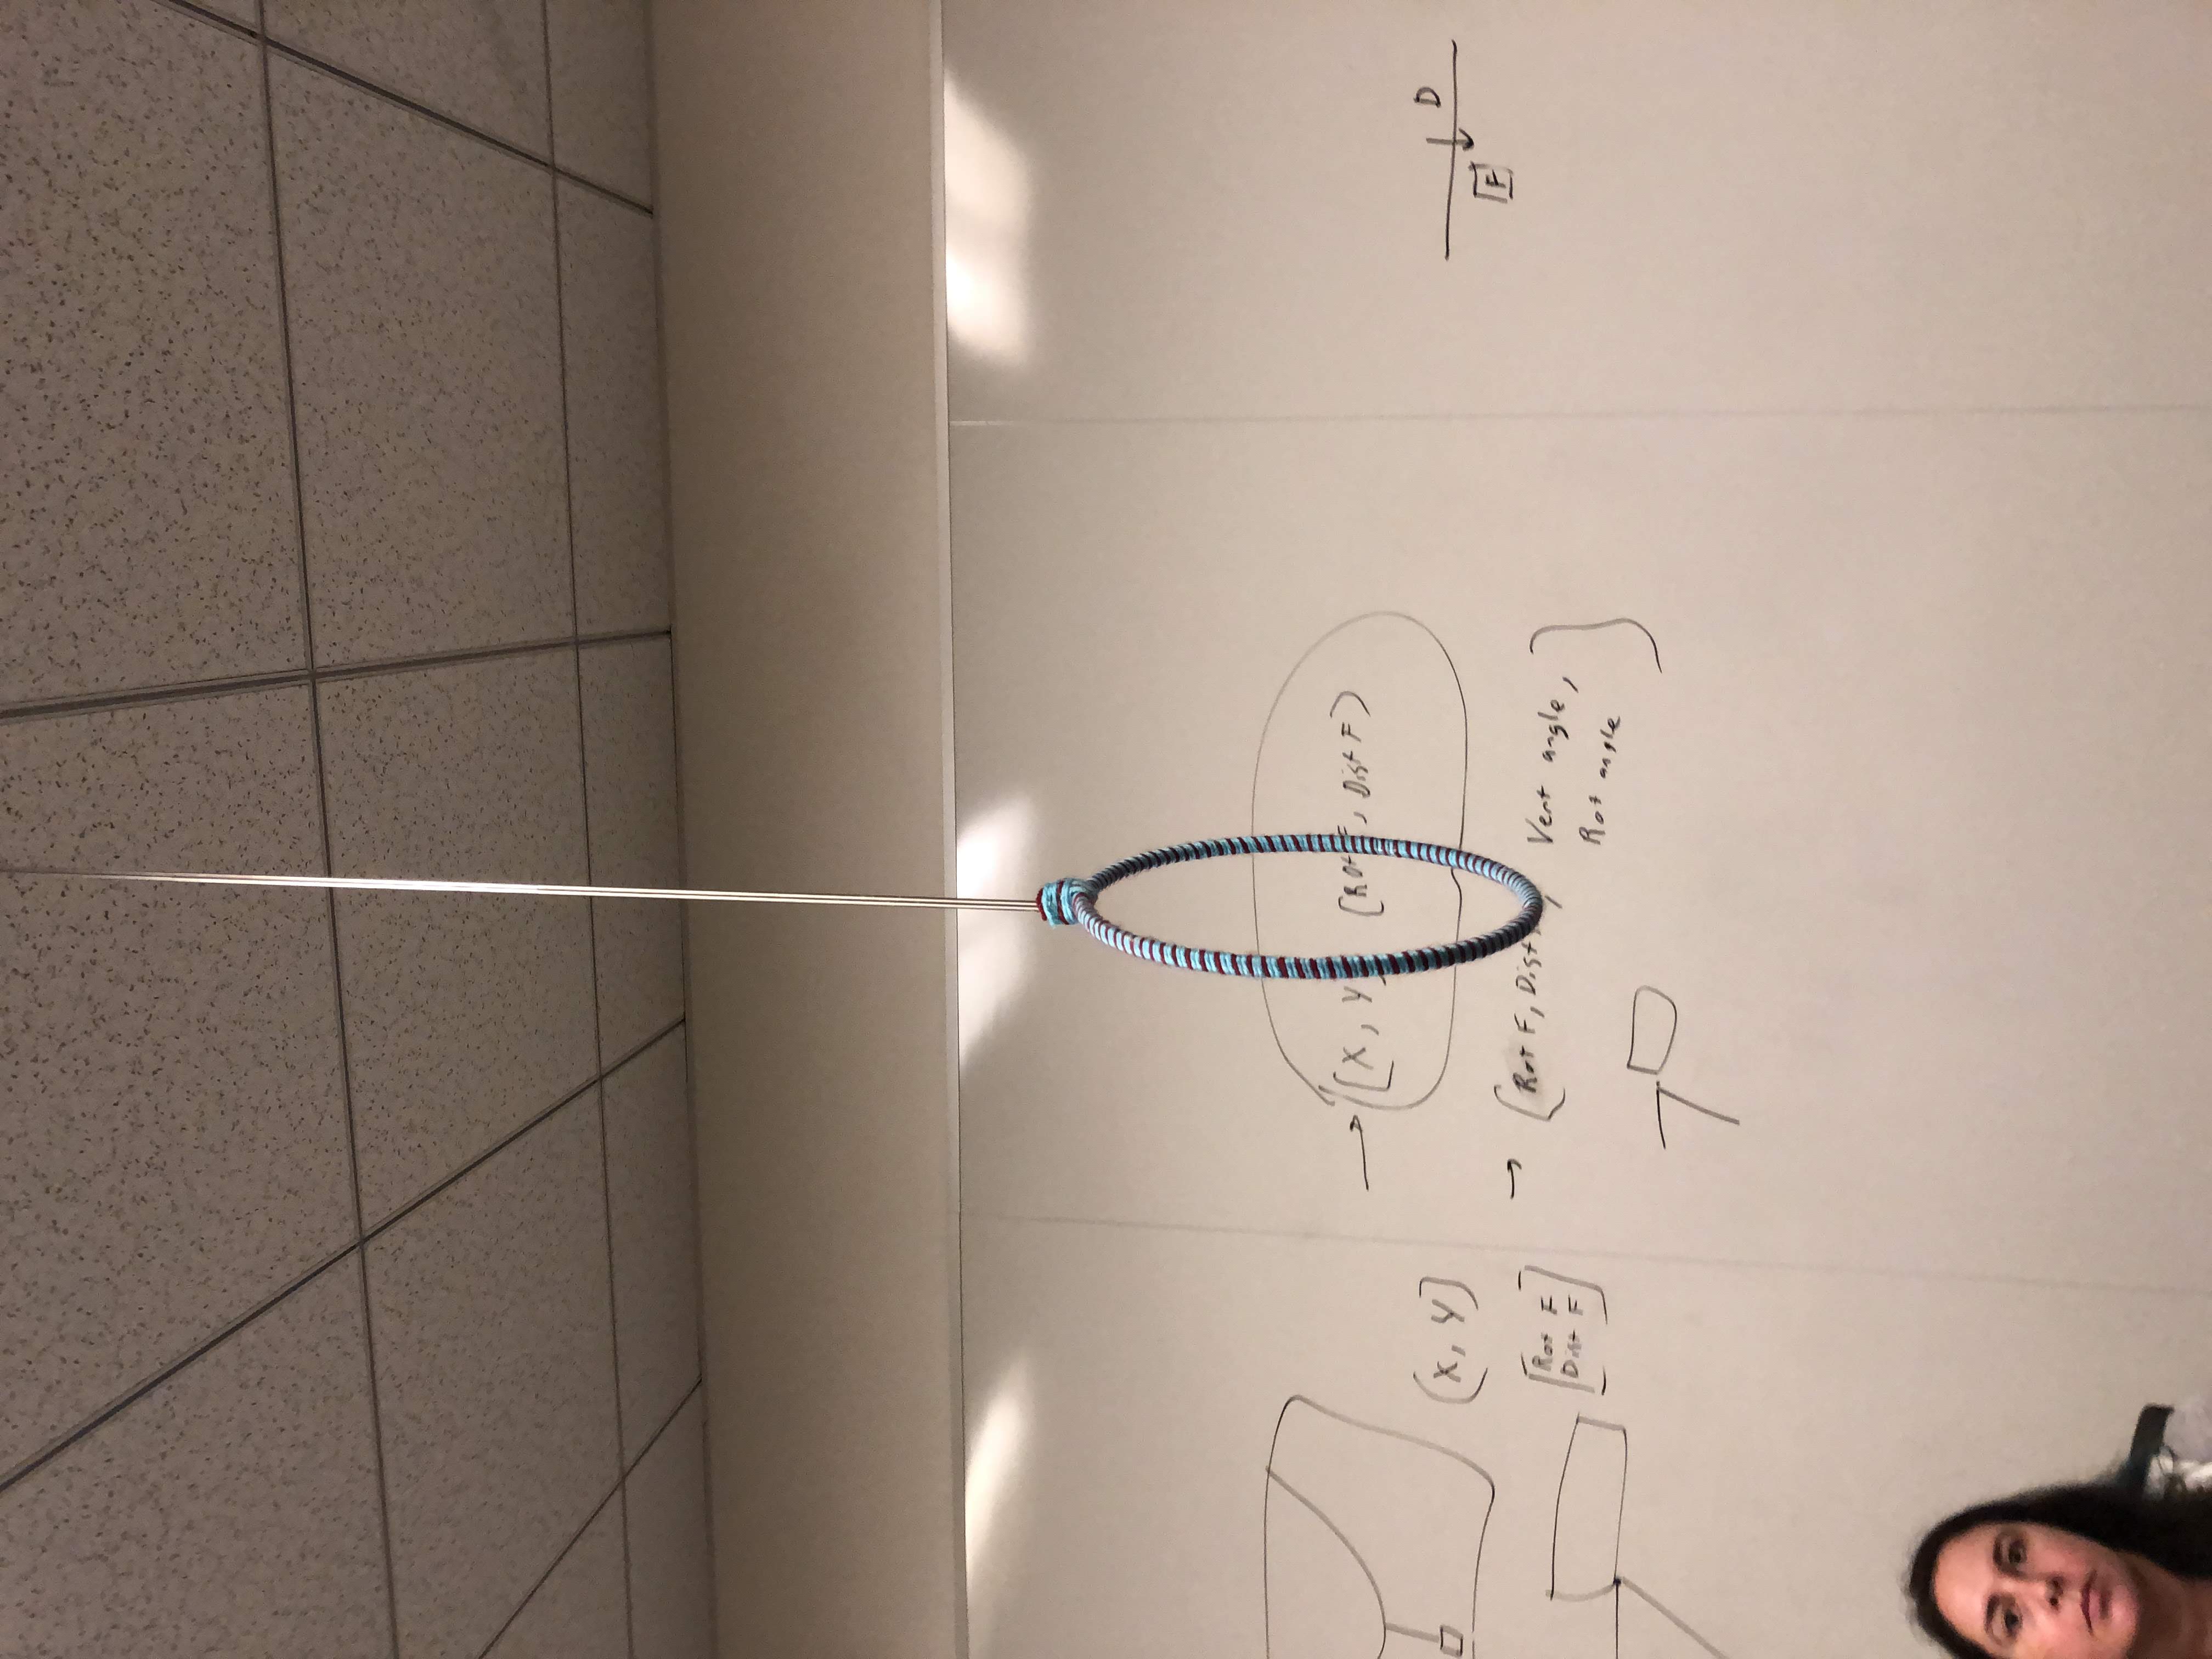 (X, Y)
[Rot F
Dist F]
→ [X, Y (Rot F, Dist F)
→ [Rot F, Dist , Vert angle,
Rot angle]
D
[F]